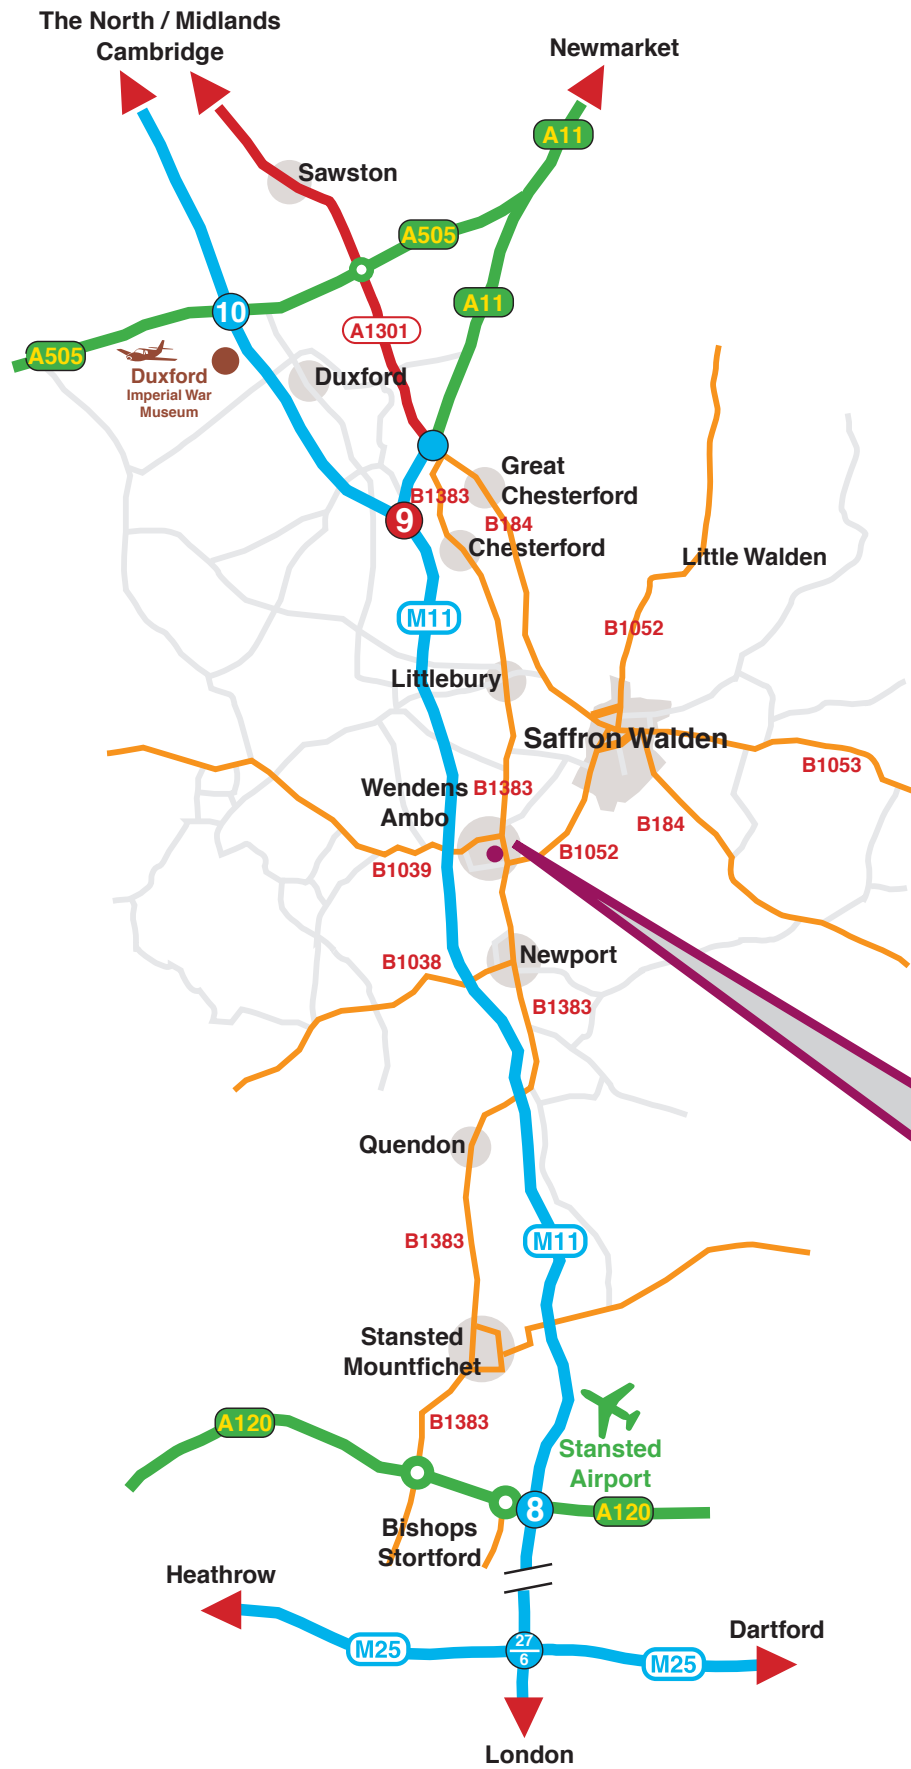 The North / Midlands
Cambridge
Newmarket
A11
Sawston
A505
A11
10
A1301
A505
Duxford
Imperial War
Museum
Duxford
Great
Chesterford
B1383
9
B184
Chesterford
Little Walden
M11
B1052
Littlebury
Saffron Walden
B1053
Wendens
Ambo
B1383
B184
B1052
B1039
Newport
B1038
B1383
Quendon
B1383
M11
Stansted
Mountfichet
B1383
A120
Stansted
Airport
8
A120
Bishops
Stortford
Heathrow
Dartford
27
6
M25
M25
London